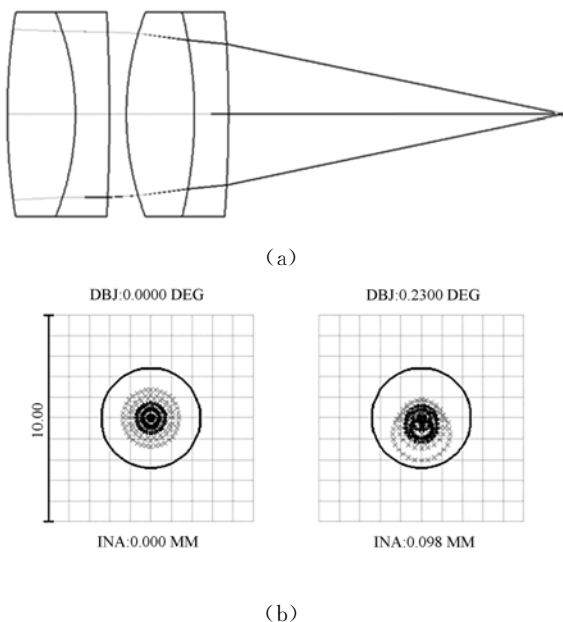 (a)
DBJ:0.0000 DEG
DBJ:0.2300 DEG
10.00
INA:0.000 MM
INA:0.098 MM
(b)